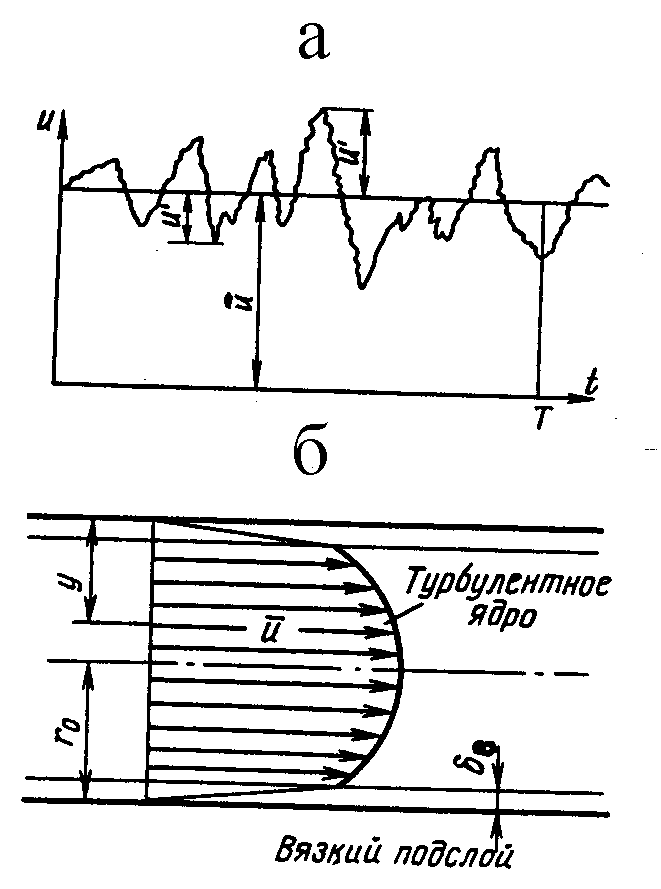 а
u
u'
u'
ū
t
T
б
y
ū
Турбулентное
ядро
r₀
δв
Вязкий подслой